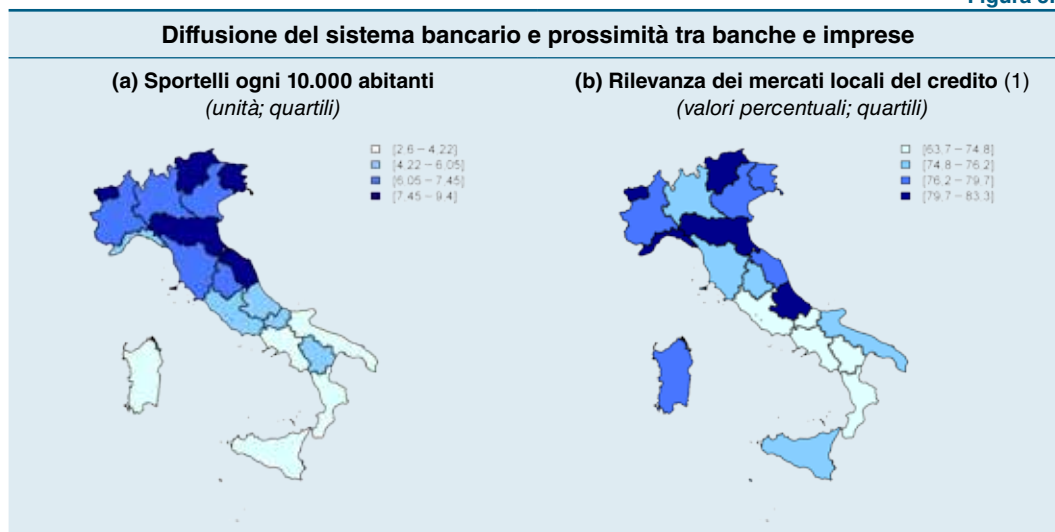 Diffusione del sistema bancario e prossimità tra banche e imprese
(a) Sportelli ogni 10.000 abitanti
(unità; quartili)
[2.6 – 4.22]
[4.22 – 6.05]
[6.05 – 7.45]
[7.45 – 9.4]
(b) Rilevanza dei mercati locali del credito (1)
(valori percentuali; quartili)
[63.7 – 74.8]
[74.8 – 76.2]
[76.2 – 79.7]
[79.7 – 83.3]